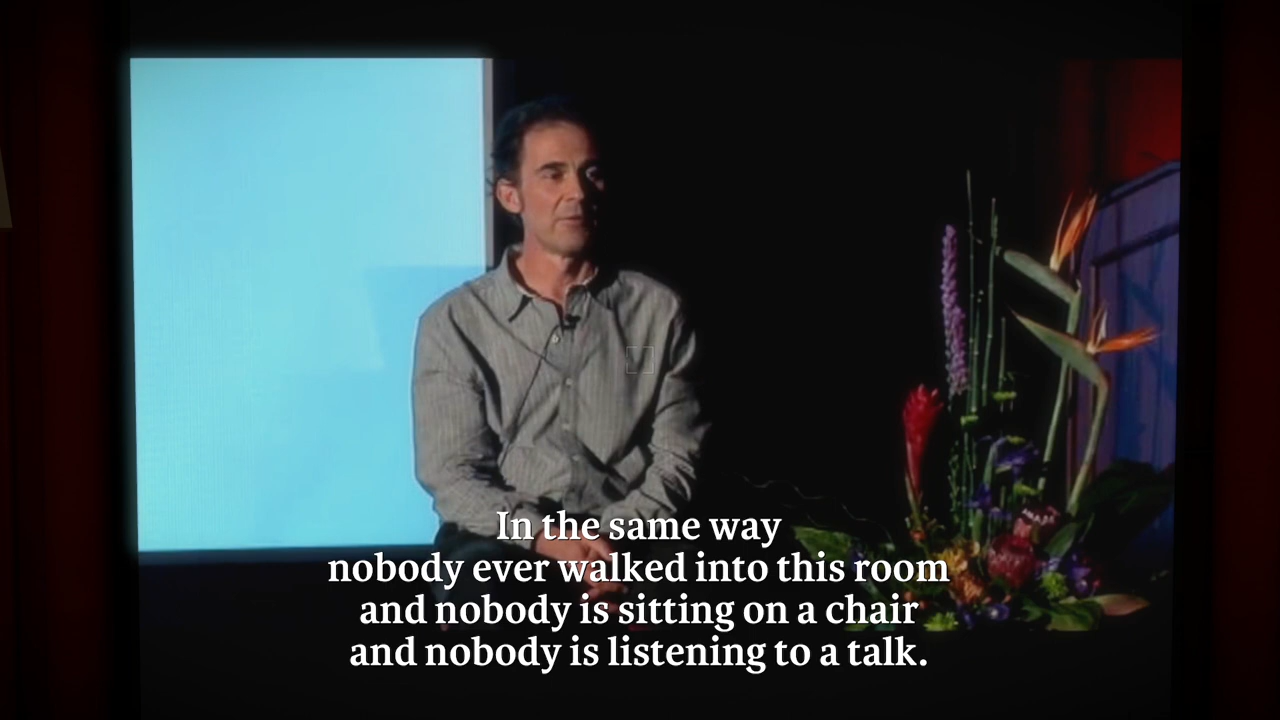 In the same way
nobody ever walked into this room
and nobody is sitting on a chair
and nobody is listening to a talk.